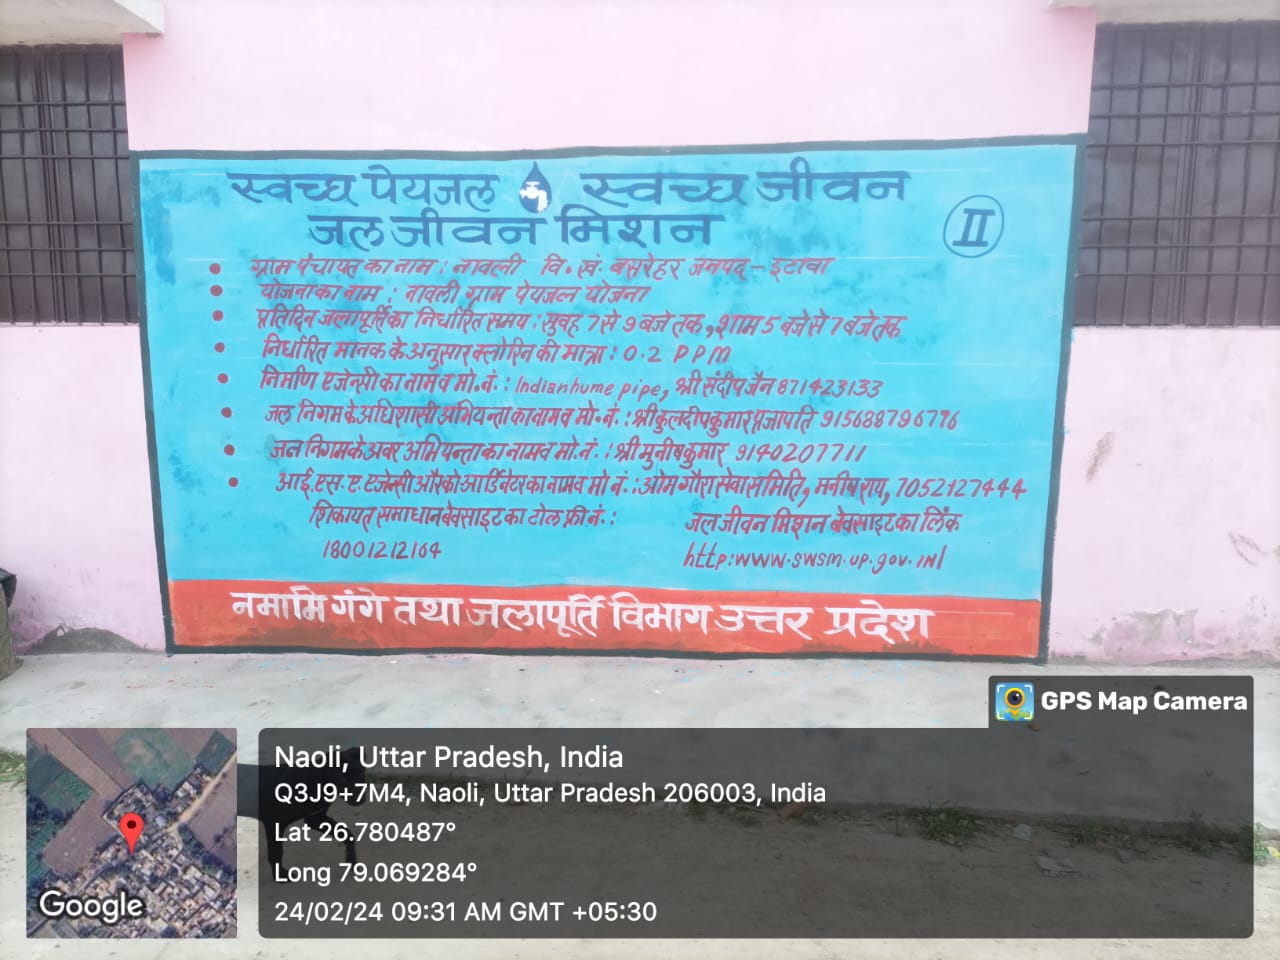 स्वच्छ पेयजल स्वच्छ जीवन
जल जीवन मिशन
II
ग्राम पंचायत का नाम : नावली वि. खं. बसरेहर जनपद - इटावा
योजना का नाम : नावली ग्राम पेयजल योजना
प्रतिदिन जलापूर्ति का निर्धारित समय : सुबह 7 से 9 बजे तक, शाम 5 बजे से 7 बजे तक
निर्धारित मानक के अनुसार क्लोरिन की मात्रा : 0.2 PPM
निर्माण एजेन्सी का नाम व मो. नं. : Indianhume pipe, श्री संदीप जैन 871423133
जल निगम के अधिशासी अभियन्ता का नाम व मो. नं. : श्री कुलदीप कुमार प्रजापति 915688796776
जल निगम के अवर अभियन्ता का नाम व मो. नं. : श्री मुनीष कुमार 9140207711
आई. एस. ए. एजेन्सी और को आर्डिनेटर का नाम व मो नं. : ओम गौरा सेवा समिति, मनीष राय, 7052127444
शिकायत समाधान बेवसाइट का टोल फ्री नं. : जल जीवन मिशन बेवसाइट का लिंक
18001212164 http:www.swsm.up.gov.in/
नमामि गंगे तथा जलापूर्ति विभाग उत्तर प्रदेश
GPS Map Camera
Naoli, Uttar Pradesh, India
Q3J9+7M4, Naoli, Uttar Pradesh 206003, India
Lat 26.780487°
Long 79.069284°
24/02/24 09:31 AM GMT +05:30
Google